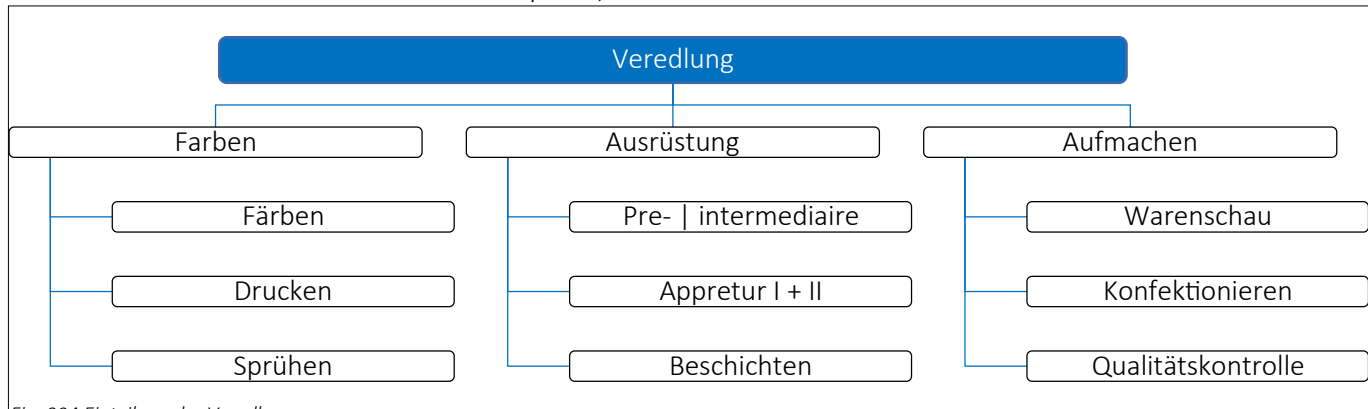 Veredlung
Farben
Ausrüstung
Aufmachen
Färben
Pre- | intermediaire
Warenschau
Drucken
Appretur I + II
Konfektionieren
Sprühen
Beschichten
Qualitätskontrolle